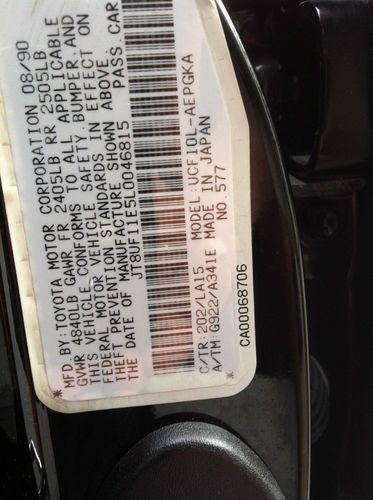 MFD. BY: TOYOTA MOTOR CORPORATION 08/90
GVWR 4840LB GAWR FR 2405LB RR 2505LB
THIS VEHICLE CONFORMS TO ALL APPLICABLE
FEDERAL MOTOR VEHICLE SAFETY, BUMPER, AND
THEFT PREVENTION STANDARDS IN EFFECT ON
THE DATE OF MANUFACTURE SHOWN ABOVE
JT8UF11E5L0046815 PASS. CAR
MODEL: UCF10L-AEPGKA
C/TR: 202/LA15 MADE IN JAPAN
A/TM: G922/A341E NO. 577
CA00068706